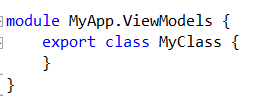 module MyApp.ViewModels {
    export class MyClass {
    }
}